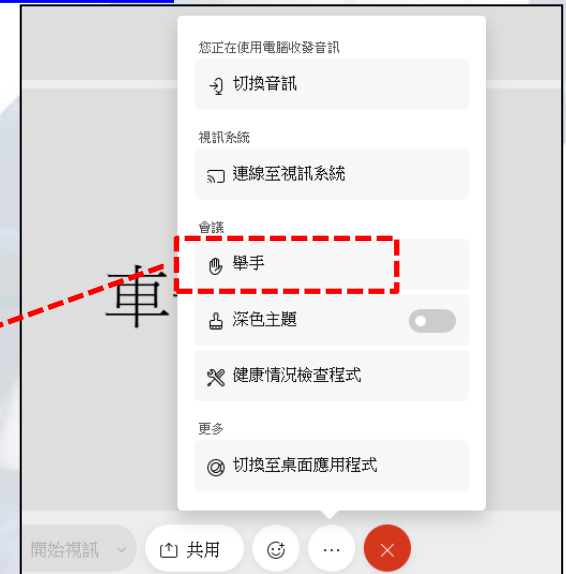 您正在使用電腦收發音訊
切換音訊
視訊系統
連線至視訊系統
會議
舉手
車
深色主題
健康情況檢查程式
更多
切換至桌面應用程式
開始視訊 共用